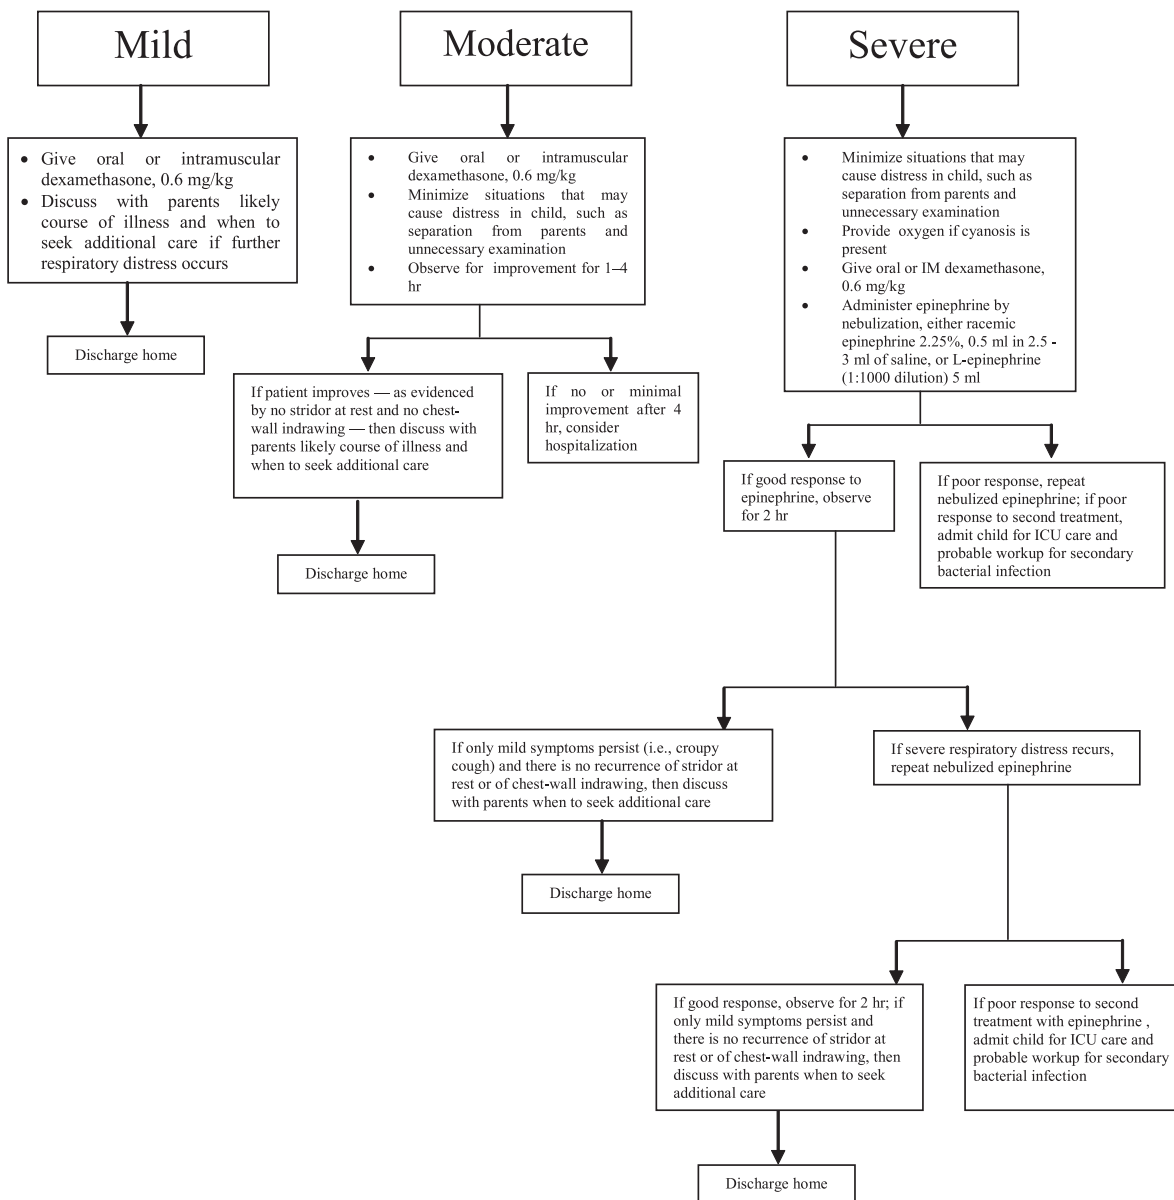 Mild
Moderate
Severe
• Give oral or intramuscular
dexamethasone, 0.6 mg/kg
• Discuss with parents likely
course of illness and when to
seek additional care if further
respiratory distress occurs
Discharge home
• Give oral or intramuscular
dexamethasone, 0.6 mg/kg
• Minimize situations that may
cause distress in child, such as
separation from parents and
unnecessary examination
• Observe for improvement for 1–4
hr
If patient improves — as evidenced
by no stridor at rest and no chest-
wall indrawing — then discuss with
parents likely course of illness and
when to seek additional care
Discharge home
If no or minimal
improvement after 4
hr, consider
hospitalization
• Minimize situations that may
cause distress in child, such as
separation from parents and
unnecessary examination
• Provide oxygen if cyanosis is
present
• Give oral or IM dexamethasone,
0.6 mg/kg
• Administer epinephrine by
nebulization, either racemic
epinephrine 2.25%, 0.5 ml in 2.5 -
3 ml of saline, or L-epinephrine
(1:1000 dilution) 5 ml
If good response to
epinephrine, observe
for 2 hr
If poor response, repeat
nebulized epinephrine; if poor
response to second treatment,
admit child for ICU care and
probable workup for secondary
bacterial infection
If only mild symptoms persist (i.e., croupy
cough) and there is no recurrence of stridor at
rest or of chest-wall indrawing, then discuss
with parents when to seek additional care
Discharge home
If severe respiratory distress recurs,
repeat nebulized epinephrine
If good response, observe for 2 hr; if
only mild symptoms persist and
there is no recurrence of stridor at
rest or of chest-wall indrawing, then
discuss with parents when to seek
additional care
Discharge home
If poor response to second
treatment with epinephrine ,
admit child for ICU care and
probable workup for secondary
bacterial infection